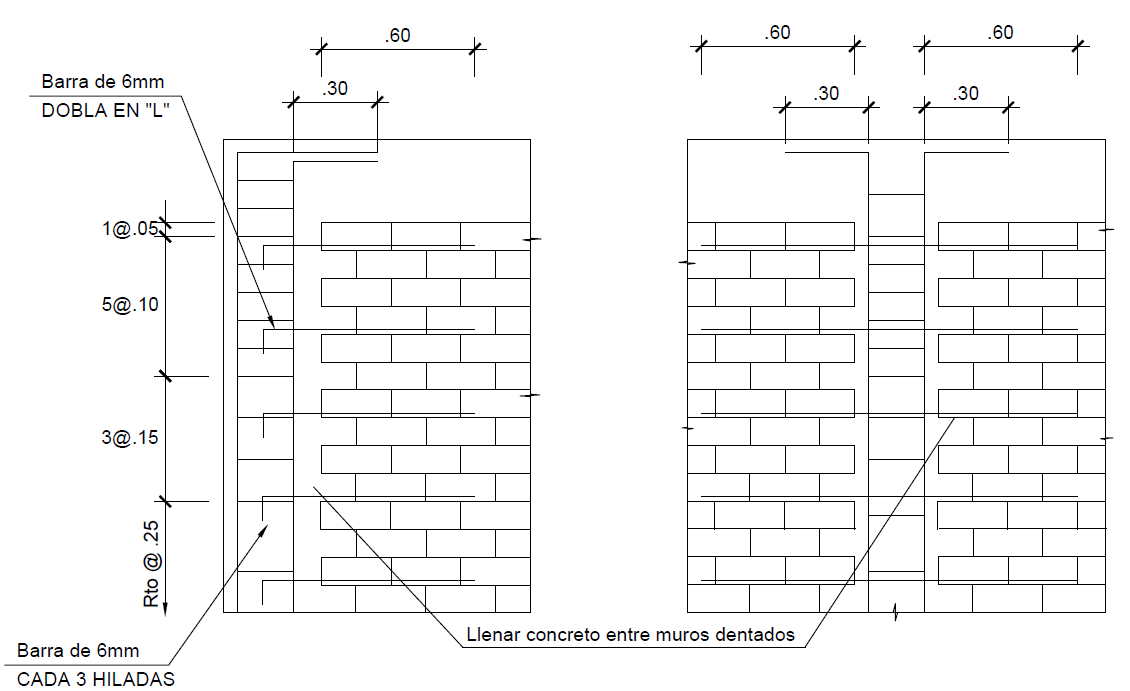 .60
.60
.60
.30
.30
.30
Barra de 6mm
DOBLA EN "L"
1@.05
5@.10
3@.15
Rto @ .25
Llenar concreto entre muros dentados
Barra de 6mm
CADA 3 HILADAS